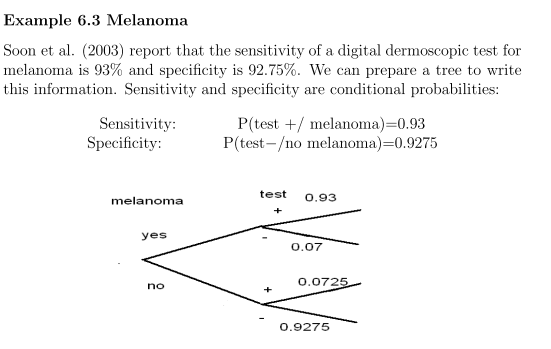 Example 6.3 Melanoma
Soon et al. (2003) report that the sensitivity of a digital dermoscopic test for
melanoma is 93% and specificity is 92.75%. We can prepare a tree to write
this information. Sensitivity and specificity are conditional probabilities:
Sensitivity: P(test +/ melanoma)=0.93
Specificity: P(test−/no melanoma)=0.9275
melanoma test 0.93
+
yes -
0.07
no + 0.0725
-
0.9275